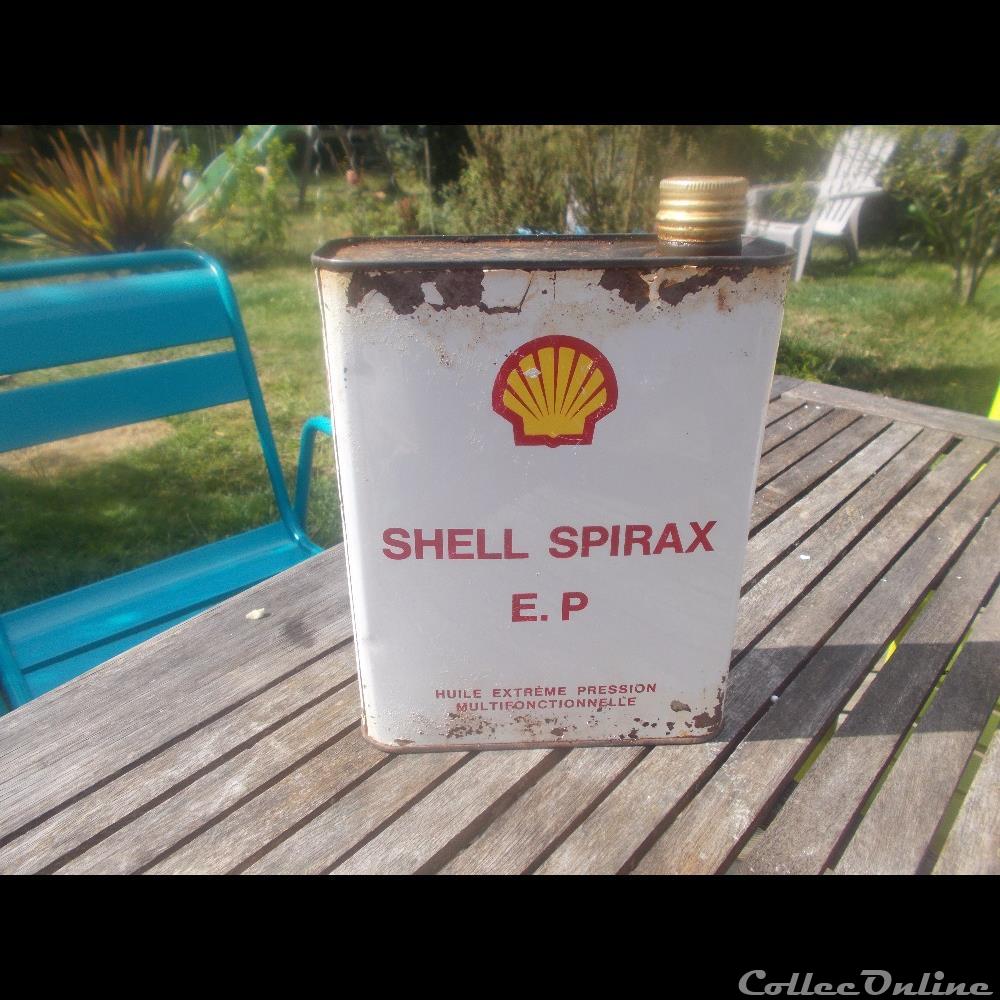 SHELL SPIRAX
E. P
HUILE EXTRÊME PRESSION
MULTIFONCTIONNELLE
CollecOnline